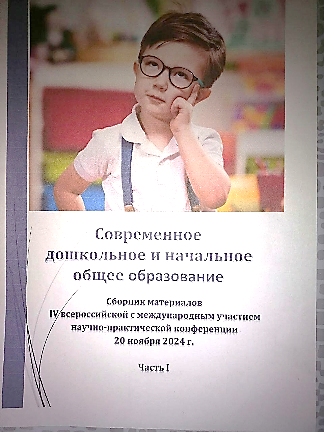 Современное
дошкольное и начальное
общее образование
Сборник материалов
IV всероссийской с международным участием
научно-практической конференции
20 ноября 2024 г.
Часть I